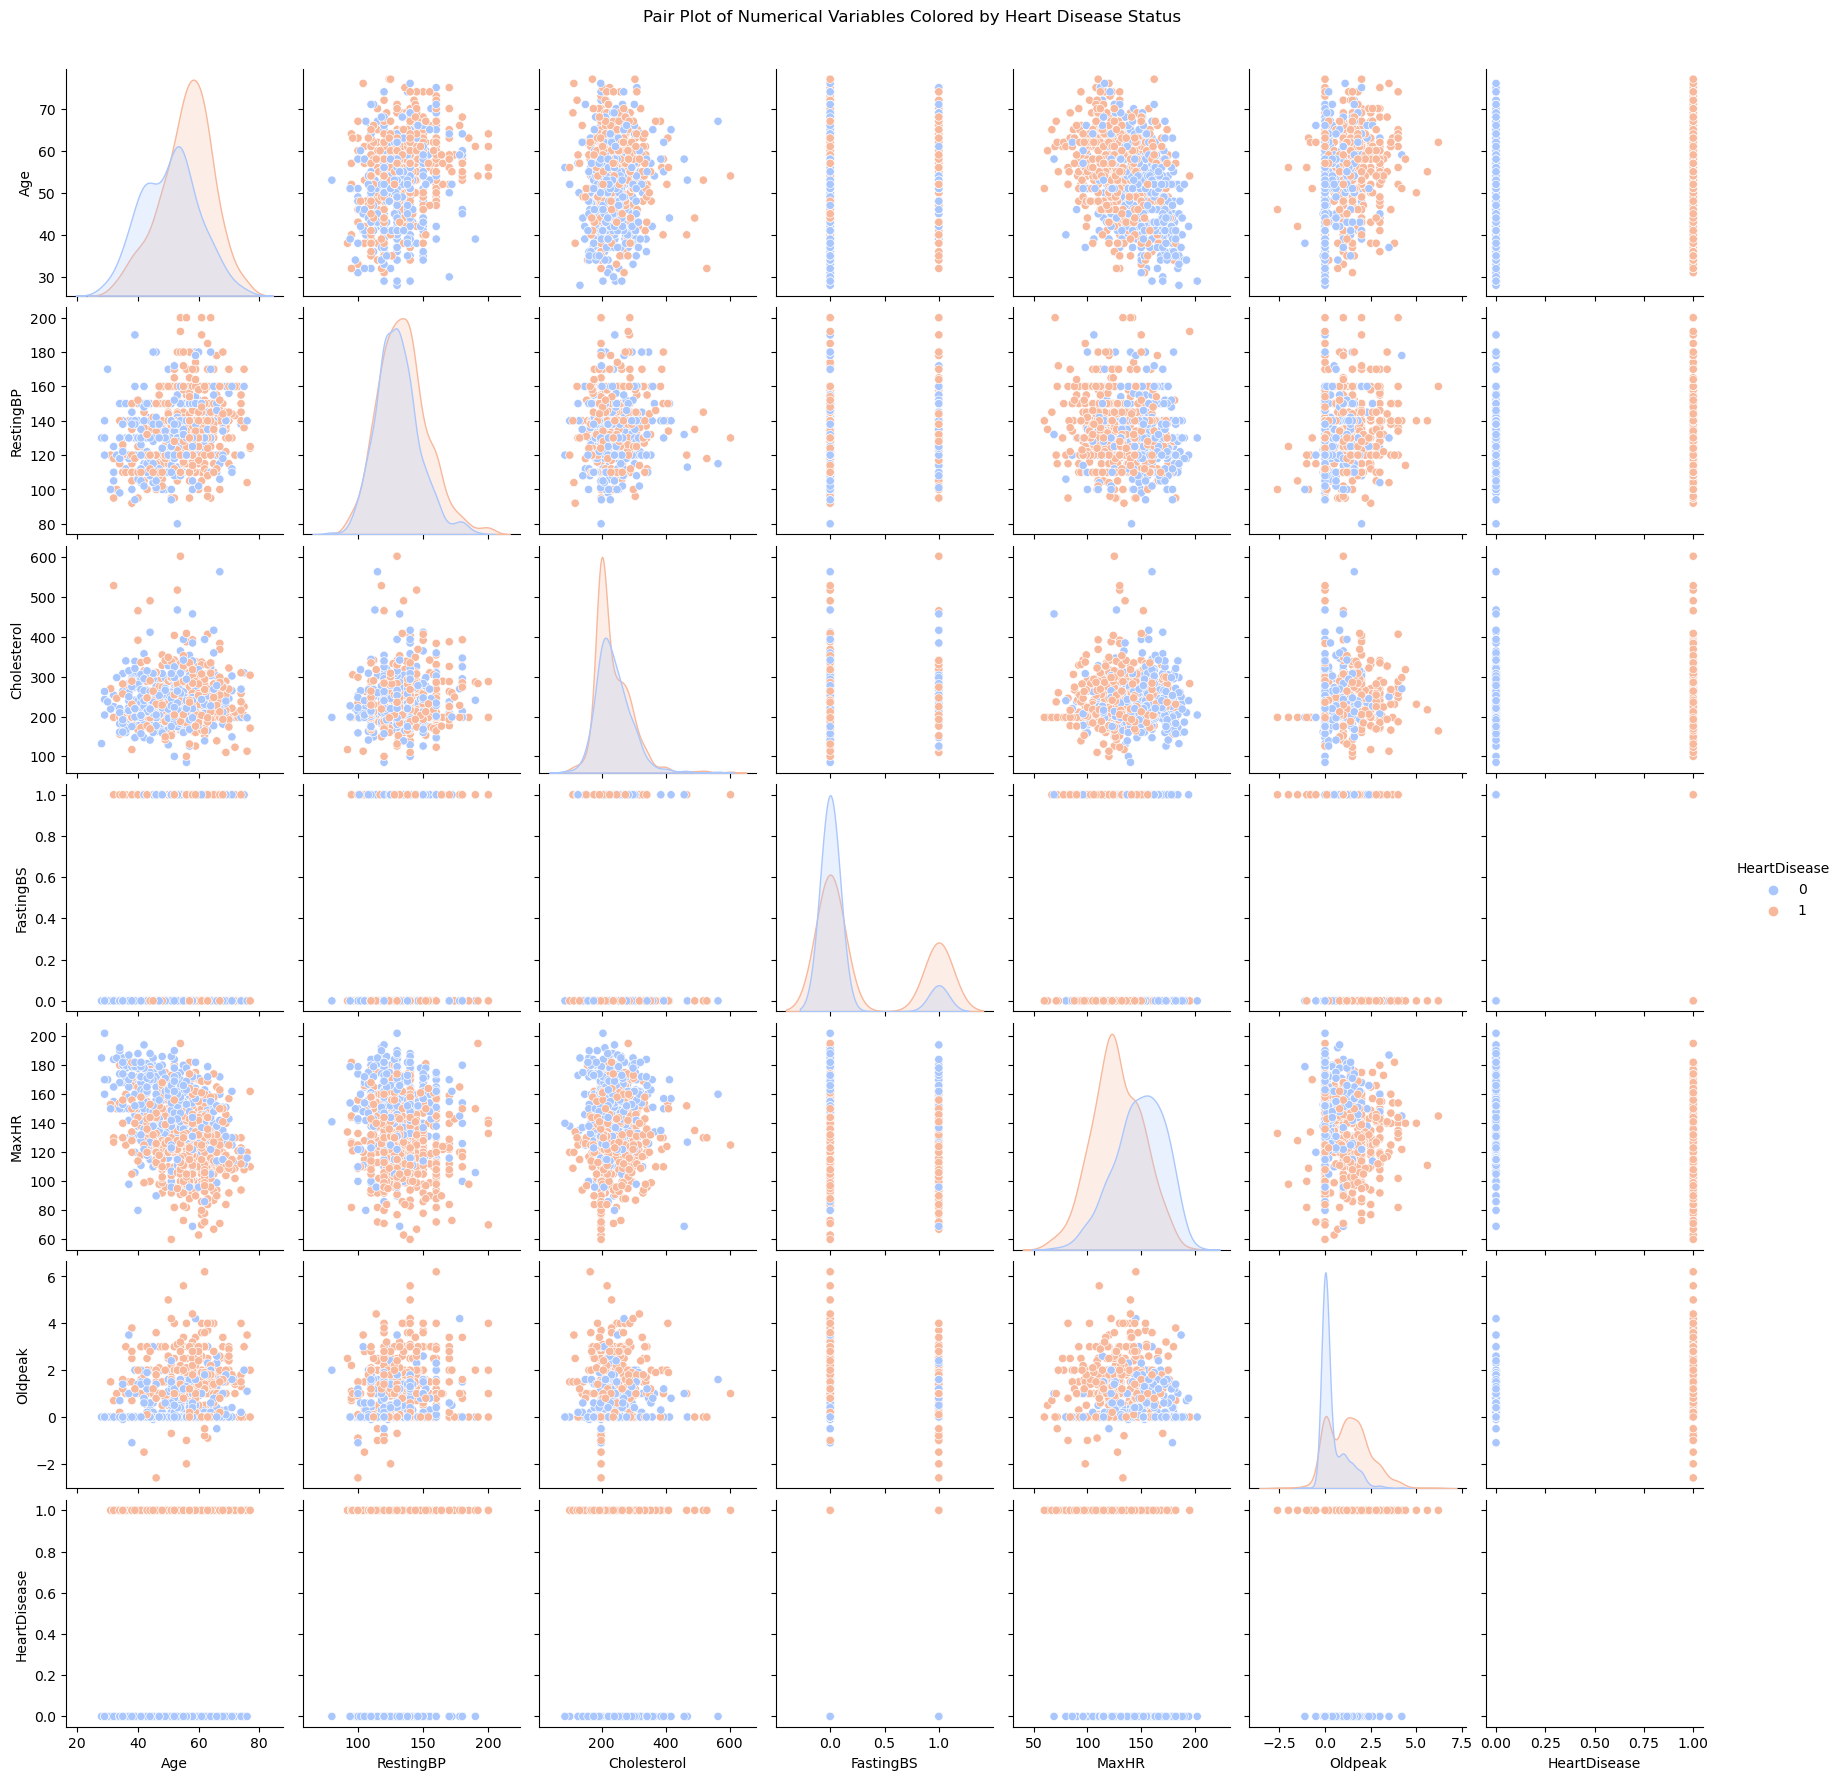 Pair Plot of Numerical Variables Colored by Heart Disease Status
Age
70
60
50
40
30
RestingBP
200
180
160
140
120
100
80
Cholesterol
600
500
400
300
200
100
FastingBS
1.0
0.8
0.6
0.4
0.2
0.0
HeartDisease
0
1
MaxHR
200
180
160
140
120
100
80
60
Oldpeak
6
4
2
0
−2
HeartDisease
1.0
0.8
0.6
0.4
0.2
0.0
20 40 60 80
100 150 200
200 400 600
0.0 0.5 1.0
50 100 150 200
−2.5 0.0 2.5 5.0 7.5
0.00 0.25 0.50 0.75 1.00
Age
RestingBP
Cholesterol
FastingBS
MaxHR
Oldpeak
HeartDisease